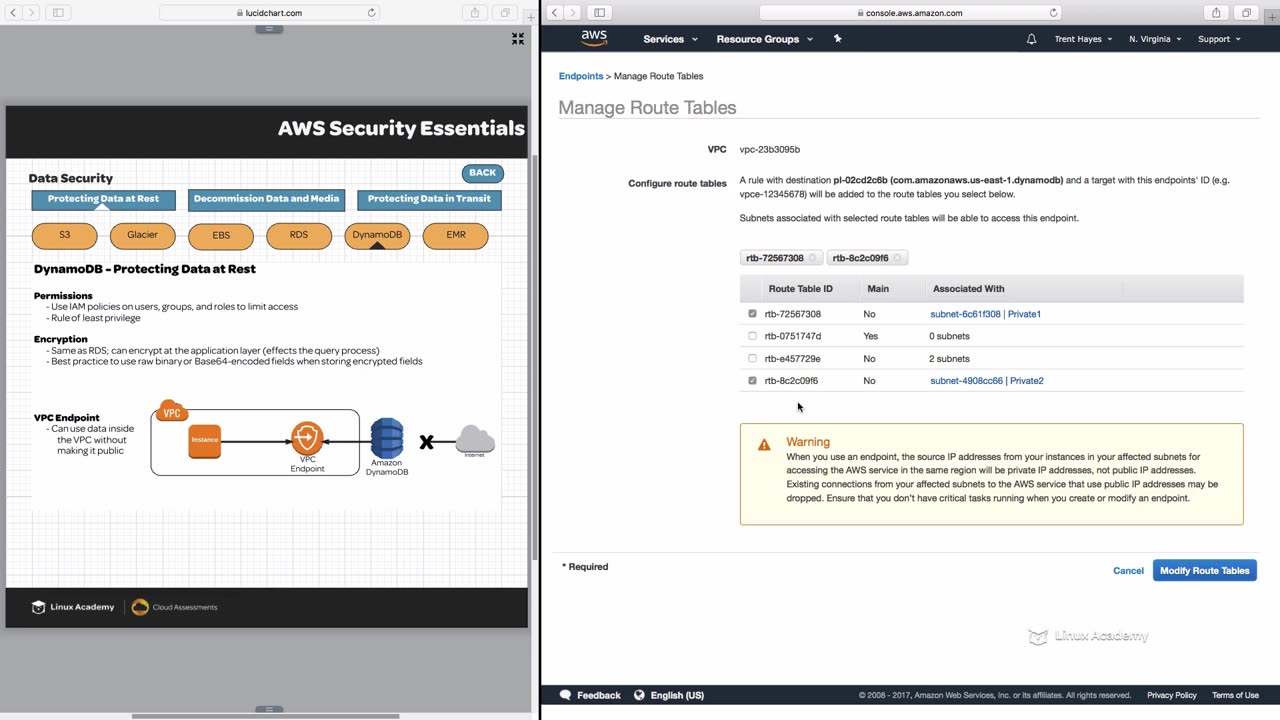 lucidchart.com
AWS Security Essentials
BACK
Data Security
Protecting Data at Rest
Decommission Data and Media
Protecting Data in Transit
S3
Glacier
EBS
RDS
DynamoDB
EMR
DynamoDB - Protecting Data at Rest
Permissions
- Use IAM policies on users, groups, and roles to limit access
- Rule of least privilege
Encryption
- Same as RDS; can encrypt at the application layer (effects the query process)
- Best practice to use raw binary or Base64-encoded fields when storing encrypted fields
VPC Endpoint
- Can use data inside
the VPC without
making it public
VPC
Instance
VPC
Endpoint
Amazon
DynamoDB
X
Internet
Linux Academy
Cloud Assessments
console.aws.amazon.com
aws
Services
Resource Groups
Trent Hayes
N. Virginia
Support
Endpoints > Manage Route Tables
Manage Route Tables
VPC
vpc-23b3095b
Configure route tables
A rule with destination pl-02cd2c6b (com.amazonaws.us-east-1.dynamodb) and a target with this endpoints' ID (e.g.
vpce-12345678) will be added to the route tables you select below.
Subnets associated with selected route tables will be able to access this endpoint.
rtb-72567308
rtb-8c2c09f6
Route Table ID
Main
Associated With
rtb-72567308
No
subnet-6c61f308 | Private1
rtb-0751747d
Yes
0 subnets
rtb-e457729e
No
2 subnets
rtb-8c2c09f6
No
subnet-4908cc66 | Private2
Warning
When you use an endpoint, the source IP addresses from your instances in your affected subnets for
accessing the AWS service in the same region will be private IP addresses, not public IP addresses.
Existing connections from your affected subnets to the AWS service that use public IP addresses may be
dropped. Ensure that you don't have critical tasks running when you create or modify an endpoint.
* Required
Cancel
Modify Route Tables
Linux Academy
Feedback
English (US)
© 2008 - 2017, Amazon Web Services, Inc. or its affiliates. All rights reserved.
Privacy Policy
Terms of Use